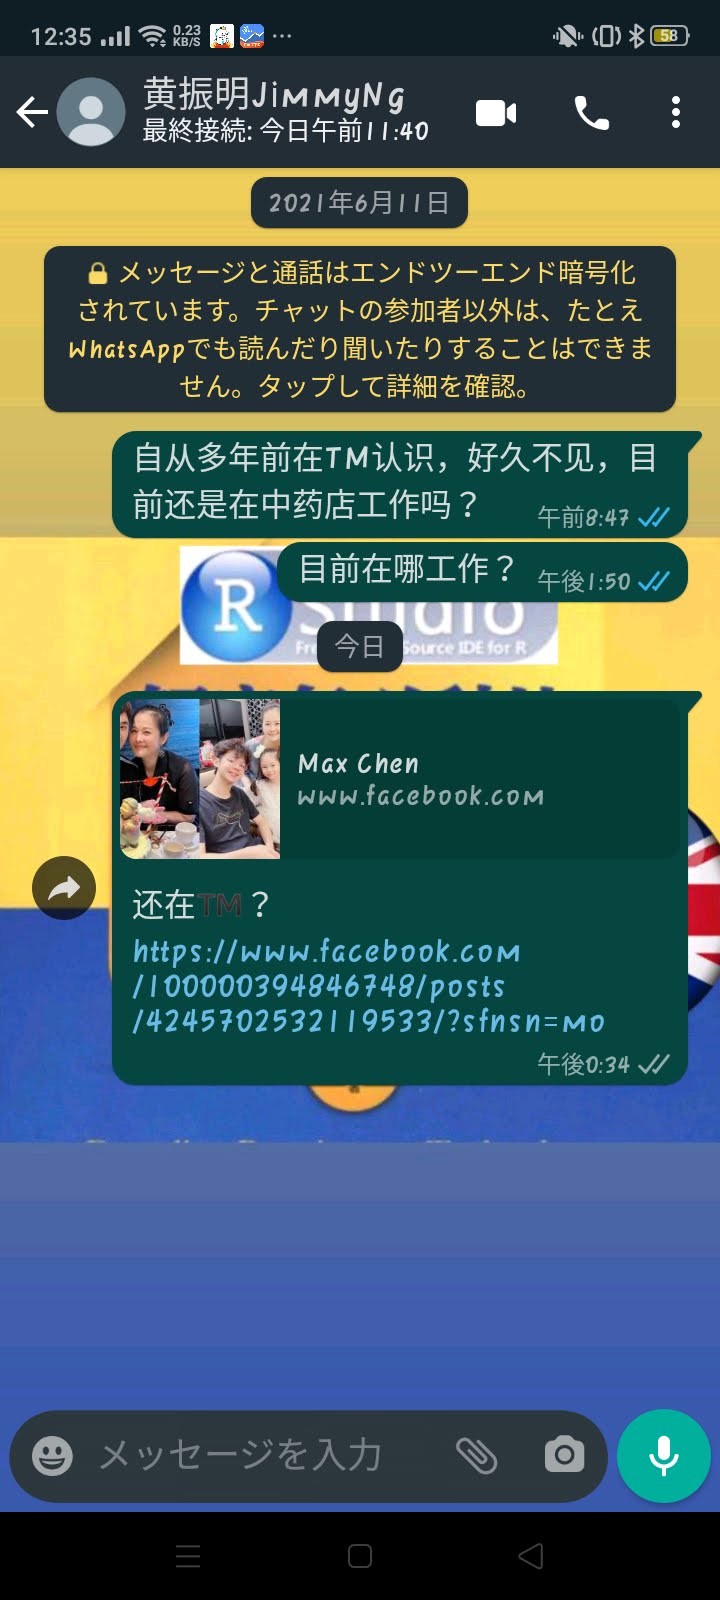 12:35 0.23 KB/S 58
黄振明JiMMyNg
最終接続: 今日午前11:40
2021年6月11日
メッセージと通話はエンドツーエンド暗号化
されています。チャットの参加者以外は、たとえ
WhatsAppでも読んだり聞いたりすることはできま
せん。タップして詳細を確認。
自从多年前在TM认识，好久不见，目
前还是在中药店工作吗？
午前8:47
目前在哪工作？ 午後1:50
R Studio
Source IDE for R
今日
Max Chen
www.facebook.com
还在TM？
https://www.facebook.com
/100000394846748/posts
/4245702532119533/?sfnsn=mo
午後0:34
メッセージを入力